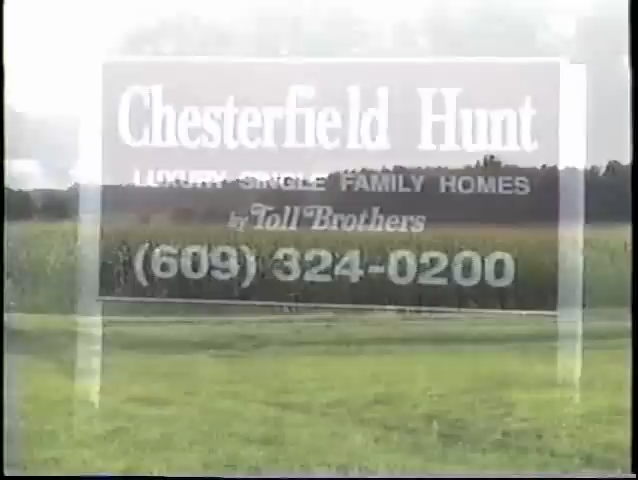 Chesterfield Hunt
LUXURY SINGLE FAMILY HOMES
by Toll Brothers
(609) 324-0200